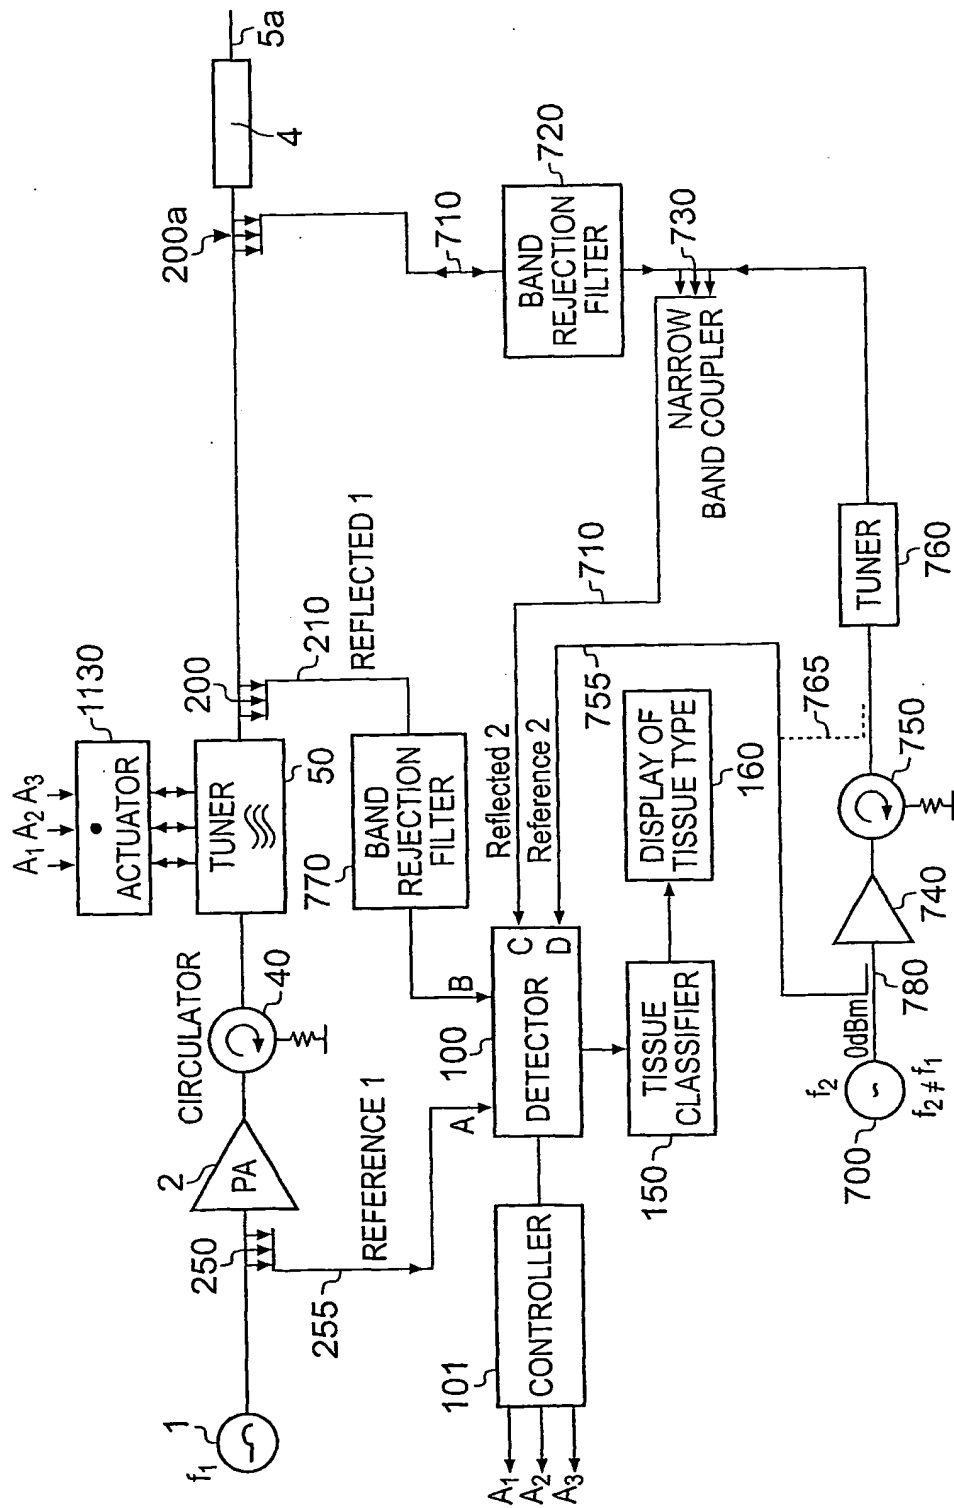 f1
1
250
255
REFERENCE 1
2
PA
CIRCULATOR
40
A1 A2 A3
1130
ACTUATOR
TUNER
50
200
210
REFLECTED 1
770
BAND
REJECTION
FILTER
200a
4
5a
710
720
BAND
REJECTION
FILTER
730
NARROW
BAND COUPLER
710
Reflected 2
Reference 2
755
A
B
C
D
100
DETECTOR
101
CONTROLLER
A1
A2
A3
150
TISSUE
CLASSIFIER
DISPLAY OF
TISSUE TYPE
160
700
f2
f2 ≠ f1
0dBm
780
740
750
765
TUNER
760